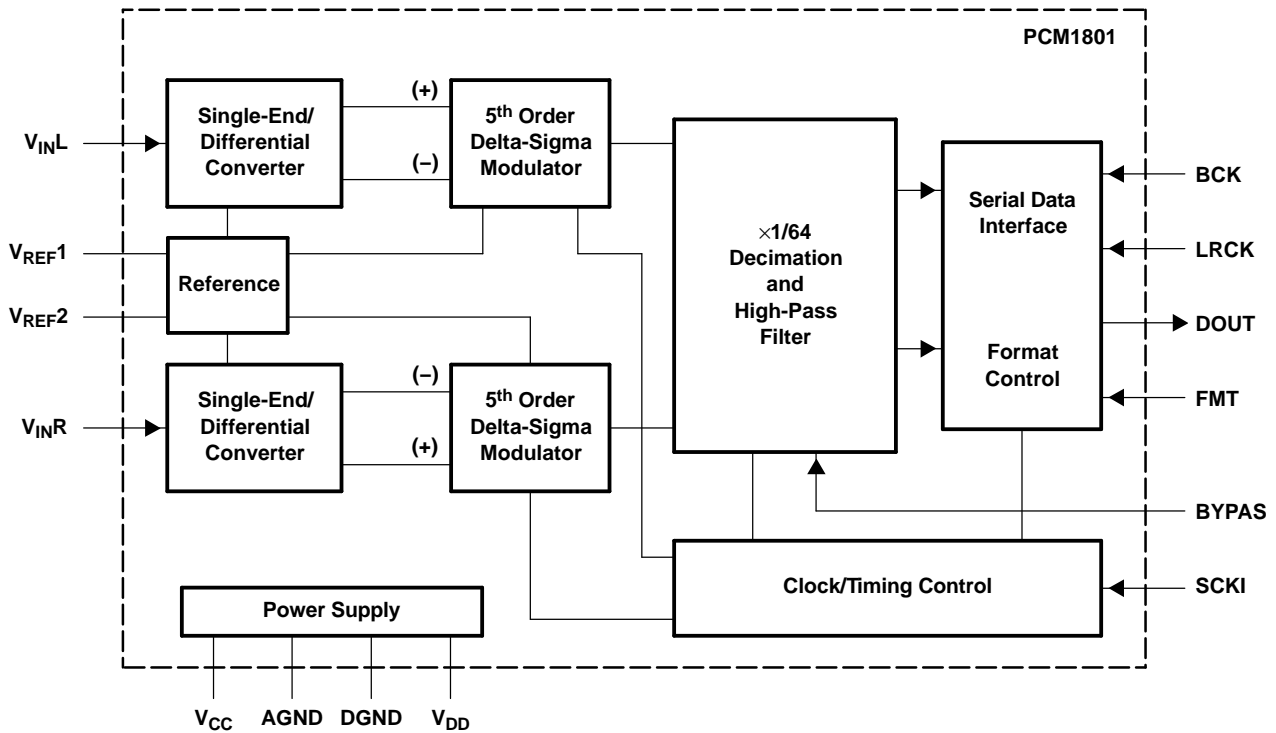 PCM1801
Single-End/
Differential
Converter
(+)
(−)
5th Order
Delta-Sigma
Modulator
VINL
VREF1
VREF2
Reference
×1/64
Decimation
and
High-Pass
Filter
Serial Data
Interface
Format
Control
BCK
LRCK
DOUT
FMT
Single-End/
Differential
Converter
(−)
(+)
5th Order
Delta-Sigma
Modulator
VINR
BYPAS
Clock/Timing Control
SCKI
Power Supply
VCC
AGND
DGND
VDD